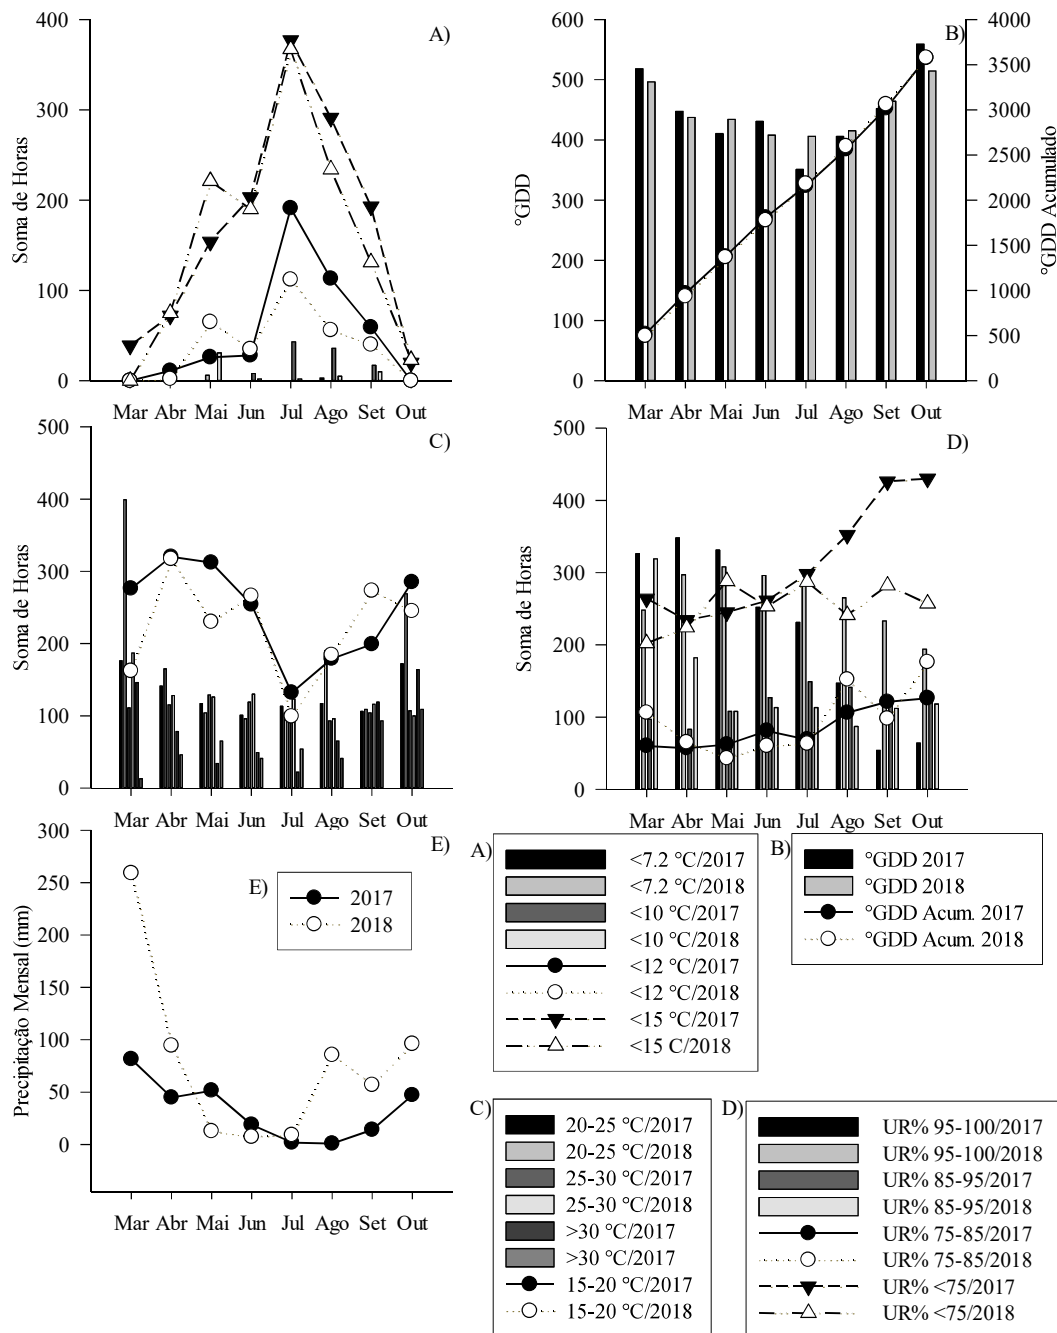 400
300
200
100
0
Soma de Horas
A)
Mar Abr Mai Jun Jul Ago Set Out
600
500
400
300
200
100
0
°GDD
B)
4000
3500
3000
2500
2000
1500
1000
500
0
°GDD Acumulado
Mar Abr Mai Jun Jul Ago Set Out
500
400
300
200
100
0
Soma de Horas
C)
Mar Abr Mai Jun Jul Ago Set Out
500
400
300
200
100
0
Soma de Horas
D)
Mar Abr Mai Jun Jul Ago Set Out
300
250
200
150
100
50
0
Precipitação Mensal (mm)
E)
E)
2017
2018
Mar Abr Mai Jun Jul Ago Set Out
A)
<7.2 °C/2017
<7.2 °C/2018
<10 °C/2017
<10 °C/2018
<12 °C/2017
<12 °C/2018
<15 °C/2017
<15 C/2018
B)
°GDD 2017
°GDD 2018
°GDD Acum. 2017
°GDD Acum. 2018
C)
20-25 °C/2017
20-25 °C/2018
25-30 °C/2017
25-30 °C/2018
>30 °C/2017
>30 °C/2017
15-20 °C/2017
15-20 °C/2018
D)
UR% 95-100/2017
UR% 95-100/2018
UR% 85-95/2017
UR% 85-95/2018
UR% 75-85/2017
UR% 75-85/2018
UR% <75/2017
UR% <75/2018